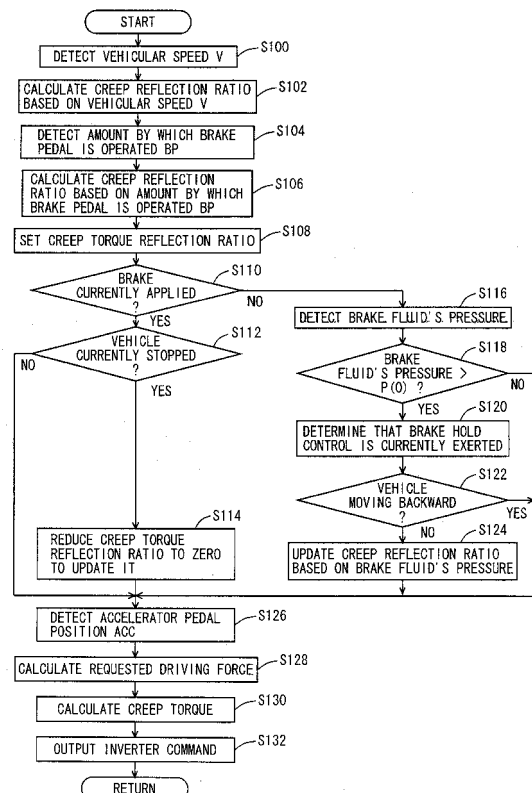 START
DETECT VEHICULAR SPEED V
S100
CALCULATE CREEP REFLECTION RATIO
BASED ON VEHICULAR SPEED V
S102
DETECT AMOUNT BY WHICH BRAKE
PEDAL IS OPERATED BP
S104
CALCULATE CREEP REFLECTION
RATIO BASED ON AMOUNT BY WHICH
BRAKE PEDAL IS OPERATED BP
S106
SET CREEP TORQUE REFLECTION RATIO
S108
BRAKE
CURRENTLY APPLIED
?
S110
NO
YES
VEHICLE
CURRENTLY STOPPED
?
S112
NO
YES
REDUCE CREEP TORQUE
REFLECTION RATIO TO ZERO
TO UPDATE IT
S114
DETECT BRAKE FLUID'S PRESSURE
S116
BRAKE
FLUID'S PRESSURE >
P(0) ?
S118
NO
YES
DETERMINE THAT BRAKE HOLD
CONTROL IS CURRENTLY EXERTED
S120
VEHICLE
MOVING BACKWARD
?
S122
YES
NO
UPDATE CREEP REFLECTION RATIO
BASED ON BRAKE FLUID'S PRESSURE
S124
DETECT ACCELERATOR PEDAL
POSITION ACC
S126
CALCULATE REQUESTED DRIVING FORCE
S128
CALCULATE CREEP TORQUE
S130
OUTPUT INVERTER COMMAND
S132
RETURN